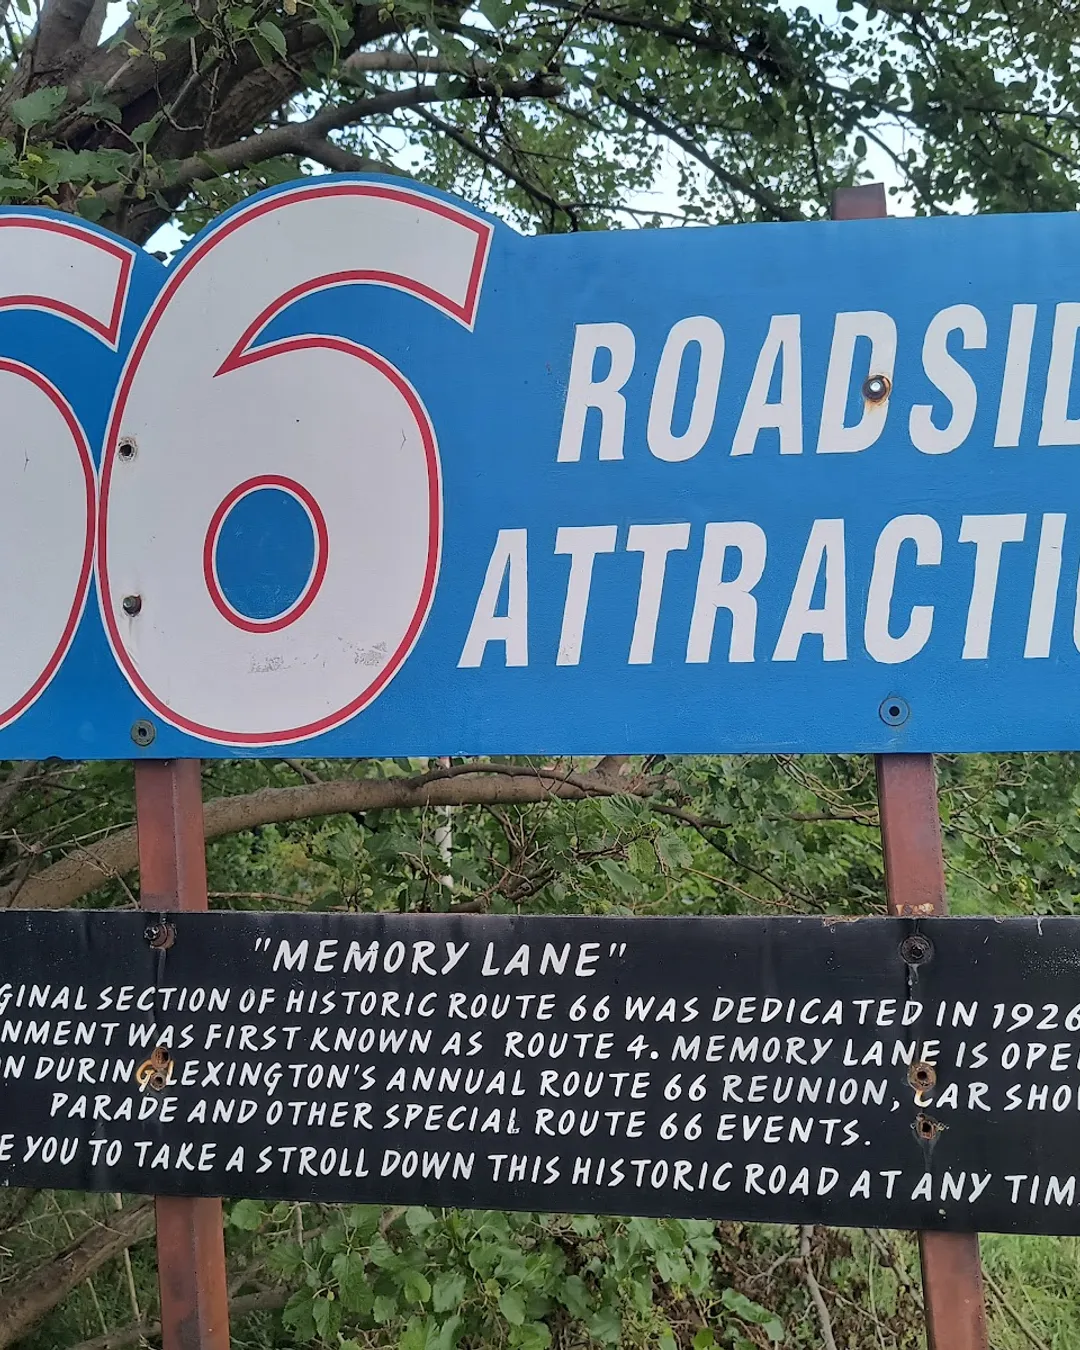 66 ROADSID
ATTRACTI
"MEMORY LANE"
GINAL SECTION OF HISTORIC ROUTE 66 WAS DEDICATED IN 1926
NMENT WAS FIRST KNOWN AS ROUTE 4. MEMORY LANE IS OPE
N DURING LEXINGTON'S ANNUAL ROUTE 66 REUNION, CAR SHO
PARADE AND OTHER SPECIAL ROUTE 66 EVENTS.
E YOU TO TAKE A STROLL DOWN THIS HISTORIC ROAD AT ANY TIM